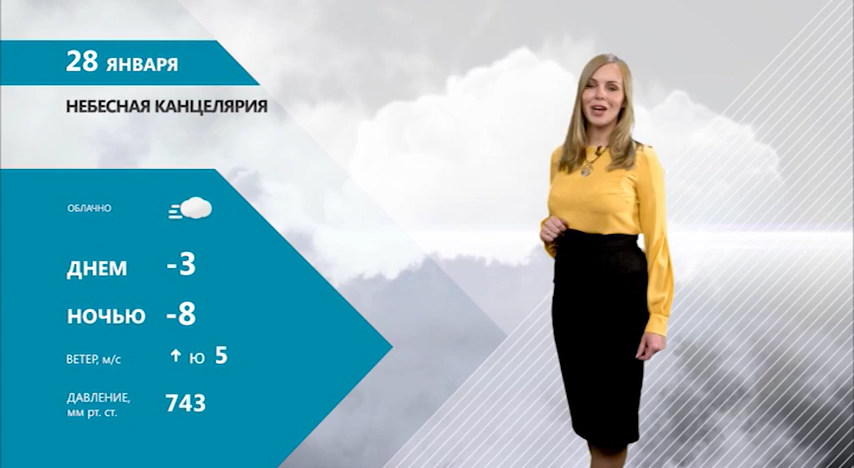 28 ЯНВАРЯ
НЕБЕСНАЯ КАНЦЕЛЯРИЯ
ОБЛАЧНО
ДНЕМ -3
НОЧЬЮ -8
ВЕТЕР, м/с ↑ Ю 5
ДАВЛЕНИЕ,
мм рт. ст. 743